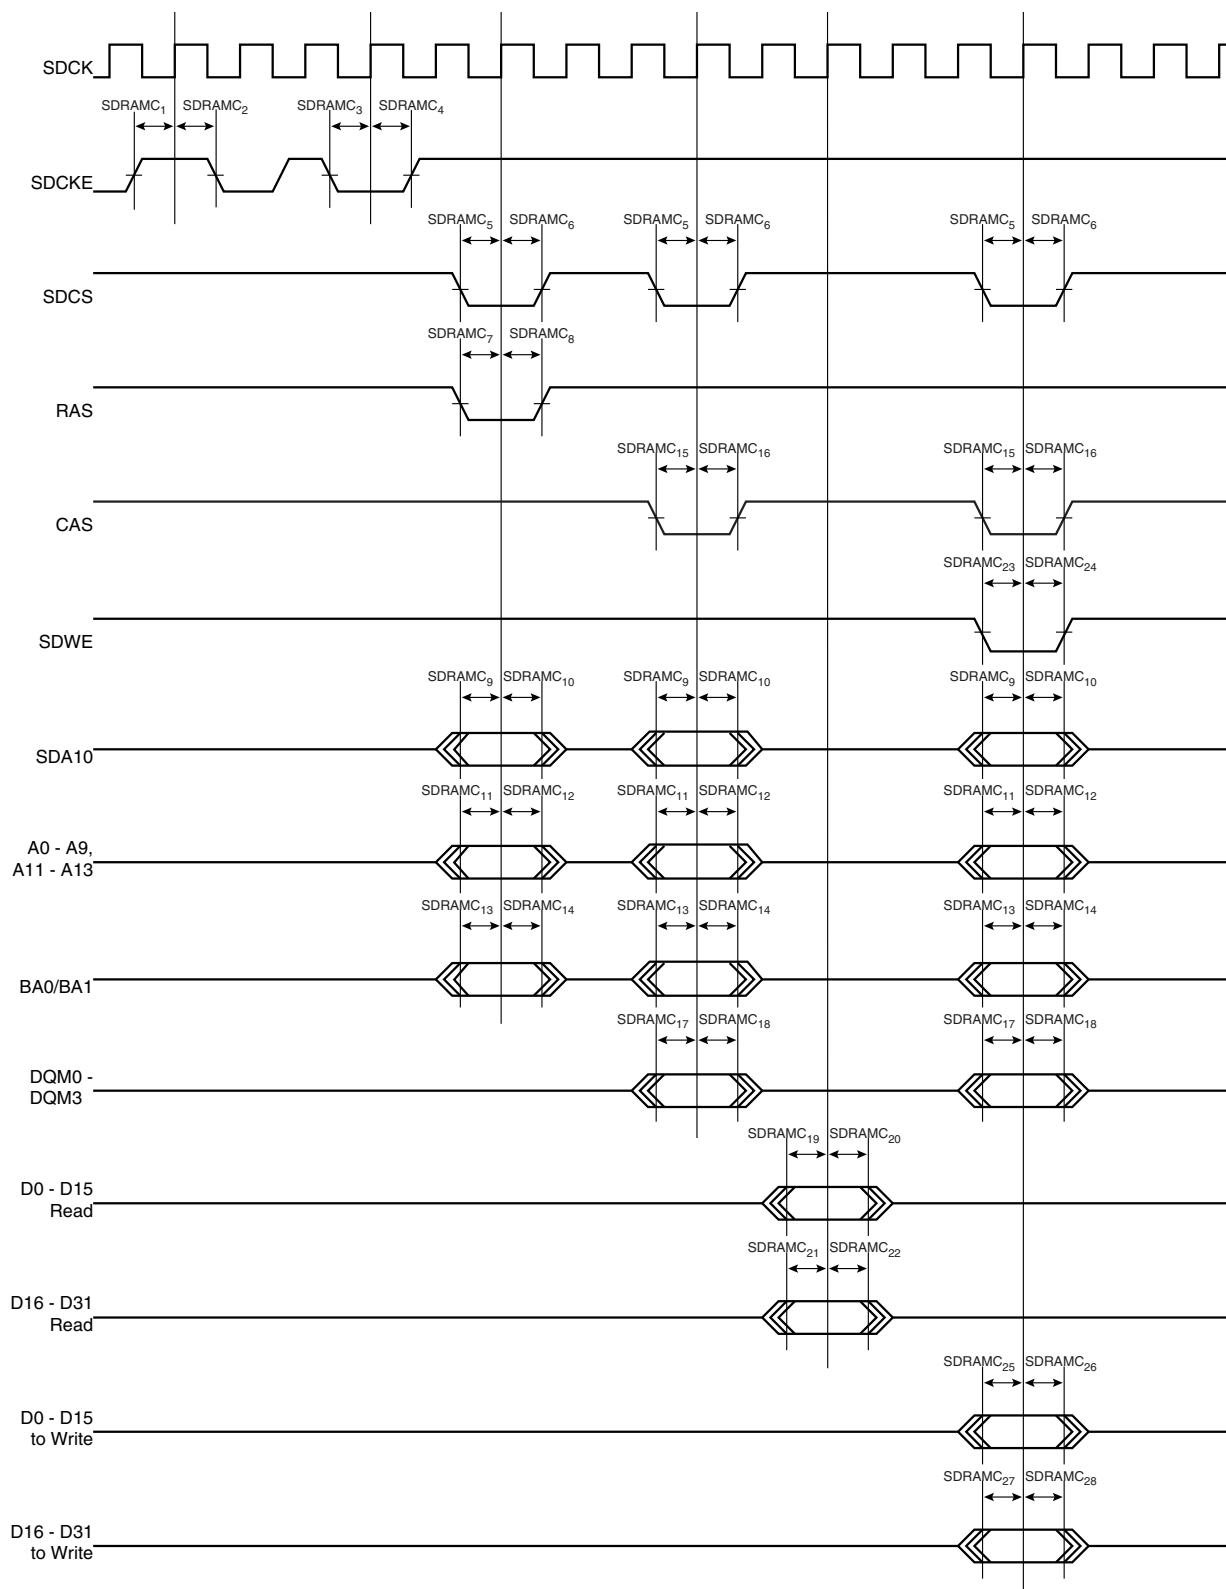 SDCK
SDRAMC1 SDRAMC2 SDRAMC3 SDRAMC4
SDCKE
SDRAMC5 SDRAMC6 SDRAMC5 SDRAMC6 SDRAMC5 SDRAMC6
SDCS
SDRAMC7 SDRAMC8
RAS
SDRAMC15 SDRAMC16 SDRAMC15 SDRAMC16
CAS
SDRAMC23 SDRAMC24
SDWE
SDRAMC9 SDRAMC10 SDRAMC9 SDRAMC10 SDRAMC9 SDRAMC10
SDA10
SDRAMC11 SDRAMC12 SDRAMC11 SDRAMC12 SDRAMC11 SDRAMC12
A0 - A9,
A11 - A13
SDRAMC13 SDRAMC14 SDRAMC13 SDRAMC14 SDRAMC13 SDRAMC14
BA0/BA1
SDRAMC17 SDRAMC18 SDRAMC17 SDRAMC18
DQM0 -
DQM3
SDRAMC19 SDRAMC20
D0 - D15
Read
SDRAMC21 SDRAMC22
D16 - D31
Read
SDRAMC25 SDRAMC26
D0 - D15
to Write
SDRAMC27 SDRAMC28
D16 - D31
to Write